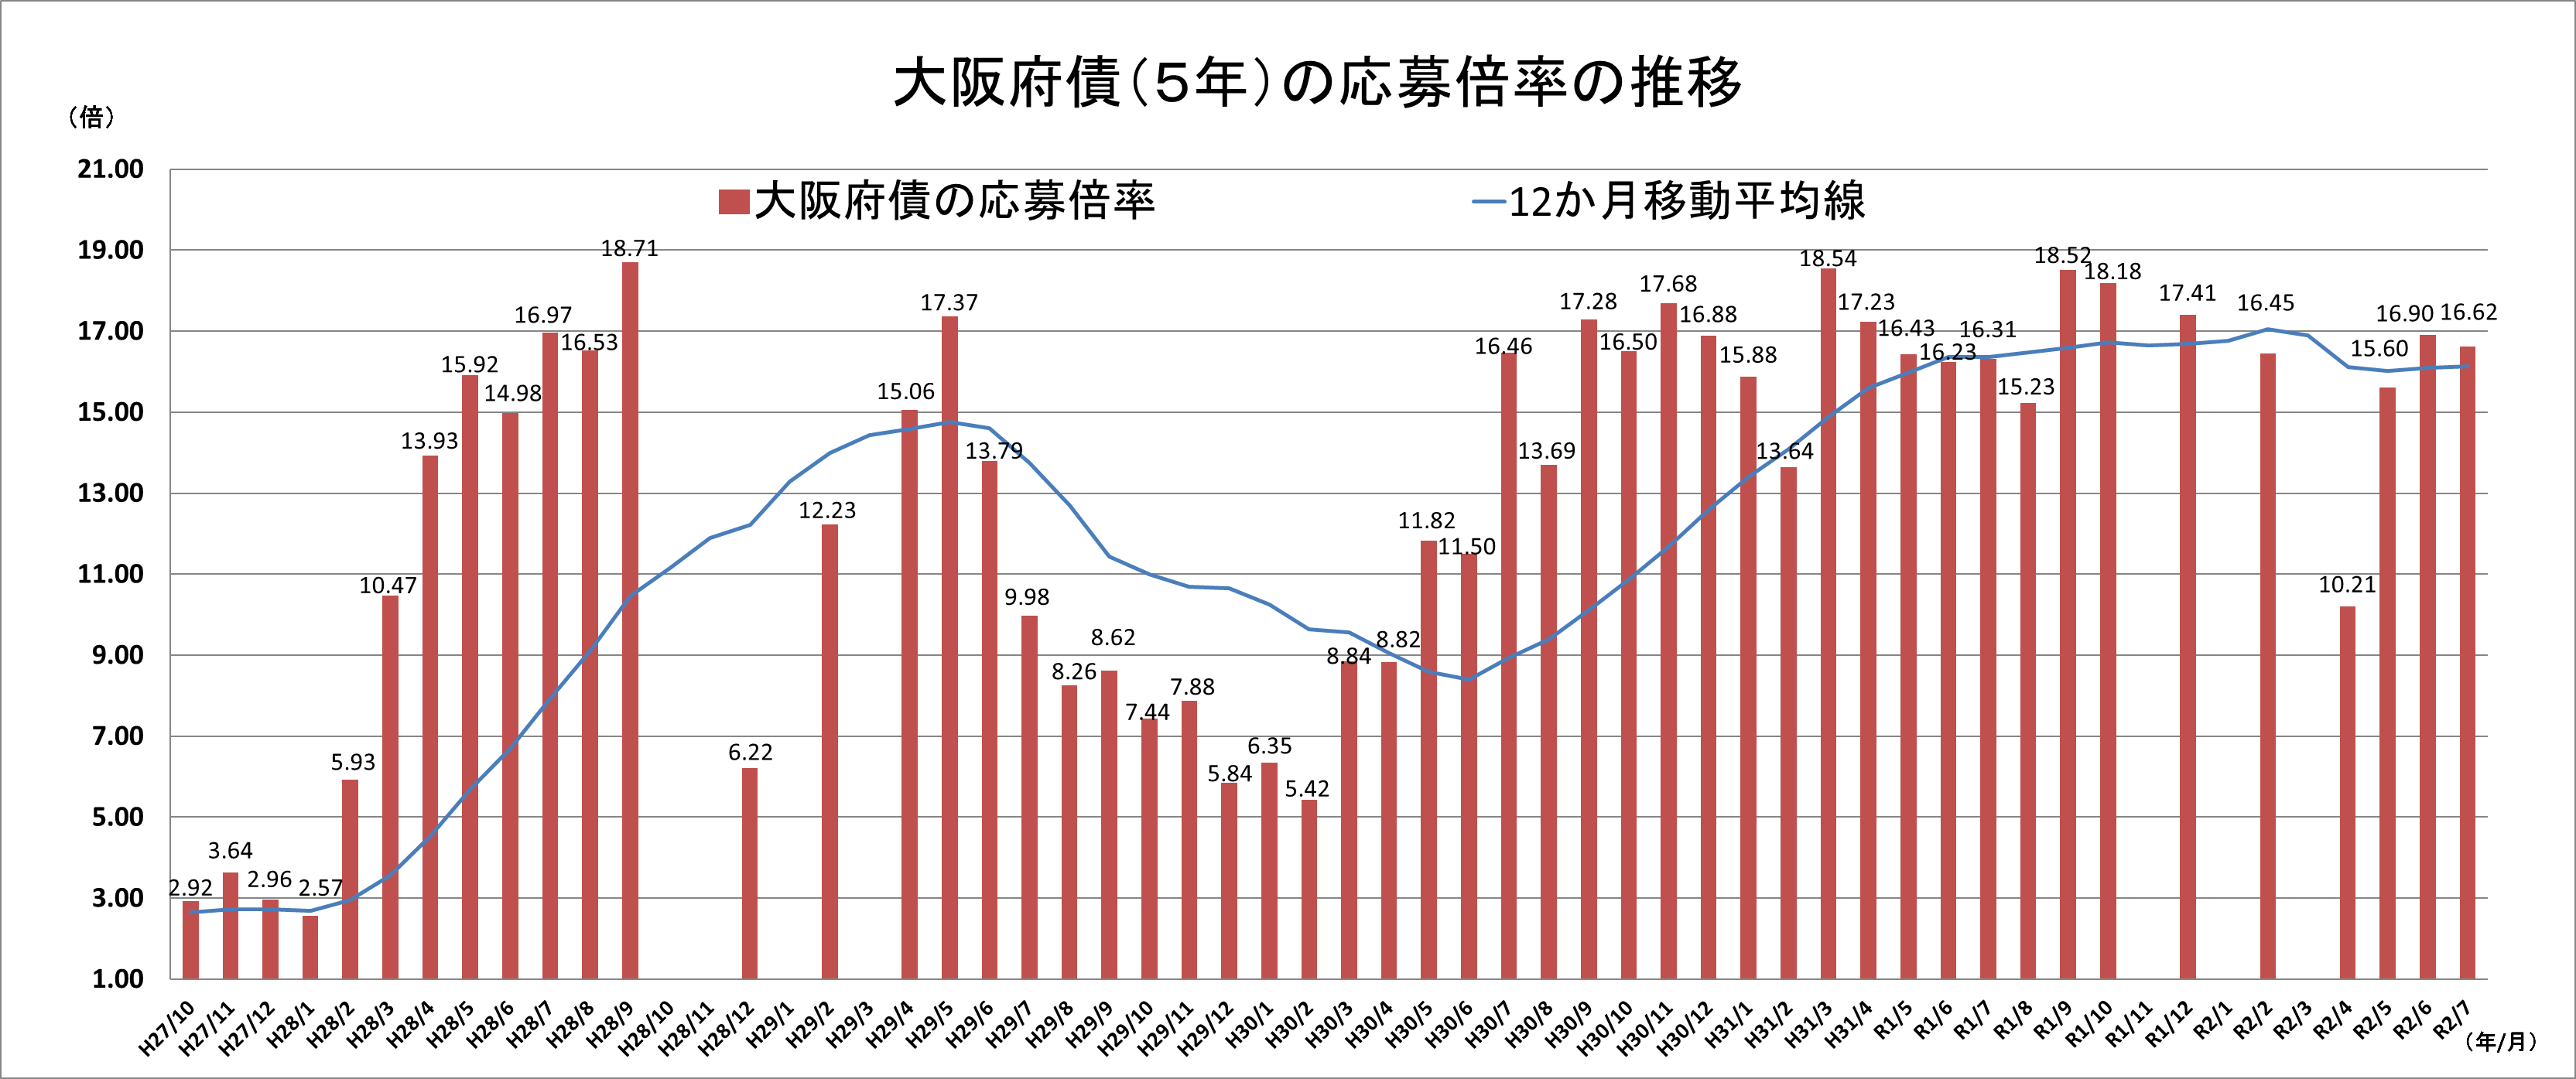 大阪府債（５年）の応募倍率の推移
（倍）
21.00
19.00
17.00
15.00
13.00
11.00
9.00
7.00
5.00
3.00
1.00
大阪府債の応募倍率
12か月移動平均線
2.92
3.64
2.96
2.57
5.93
10.47
13.93
15.92
14.98
16.97
16.53
18.71
6.22
12.23
15.06
17.37
13.79
9.98
8.26
8.62
7.44
7.88
5.84
6.35
5.42
8.84
8.82
11.82
11.50
16.46
13.69
17.28
16.50
17.68
16.88
15.88
13.64
18.54
17.23
16.43
16.23
16.31
15.23
18.52
18.18
17.41
16.45
10.21
15.60
16.90
16.62
H27/10
H27/11
H27/12
H28/1
H28/2
H28/3
H28/4
H28/5
H28/6
H28/7
H28/8
H28/9
H28/10
H28/11
H28/12
H29/1
H29/2
H29/3
H29/4
H29/5
H29/6
H29/7
H29/8
H29/9
H29/10
H29/11
H29/12
H30/1
H30/2
H30/3
H30/4
H30/5
H30/6
H30/7
H30/8
H30/9
H30/10
H30/11
H30/12
H31/1
H31/2
H31/3
H31/4
R1/5
R1/6
R1/7
R1/8
R1/9
R1/10
R1/11
R1/12
R2/1
R2/2
R2/3
R2/4
R2/5
R2/6
R2/7
（年/月）